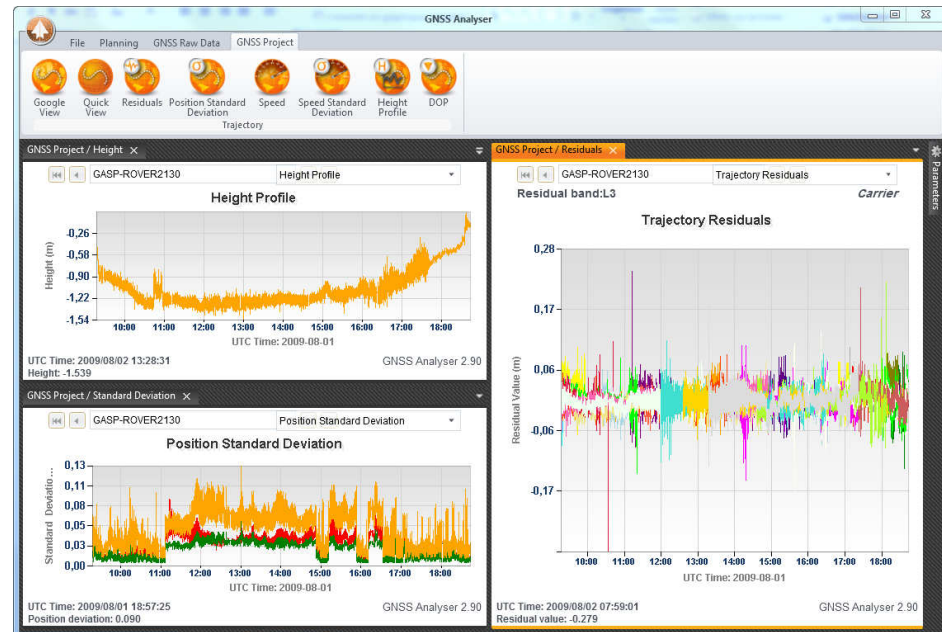 GNSS Analyser
File Planning GNSS Raw Data GNSS Project
Google View
Quick View
Residuals
Position Standard Deviation
Speed
Speed Standard Deviation
Height Profile
DOP
Trajectory
GNSS Project / Height
GASP-ROVER2130 Height Profile
Height Profile
Height (m)
-0,26
-0,58
-0,90
-1,22
-1,54
10:00 11:00 12:00 13:00 14:00 15:00 16:00 17:00 18:00
UTC Time: 2009-08-01
UTC Time: 2009/08/02 13:28:31 GNSS Analyser 2.90
Height: -1.539
GNSS Project / Standard Deviation
GASP-ROVER2130 Position Standard Deviation
Position Standard Deviation
Standard Deviatio...
0,13
0,11
0,08
0,05
0,03
0,00
10:00 11:00 12:00 13:00 14:00 15:00 16:00 17:00 18:00
UTC Time: 2009-08-01
UTC Time: 2009/08/01 18:57:25 GNSS Analyser 2.90
Position deviation: 0.090
GNSS Project / Residuals
GASP-ROVER2130 Trajectory Residuals
Residual band:L3 Carrier
Trajectory Residuals
Residual Value (m)
0,28
0,17
0,06
-0,06
-0,17
10:00 11:00 12:00 13:00 14:00 15:00 16:00 17:00 18:00
UTC Time: 2009-08-01
UTC Time: 2009/08/02 07:59:01 GNSS Analyser 2.90
Residual value: -0.279
Parameters